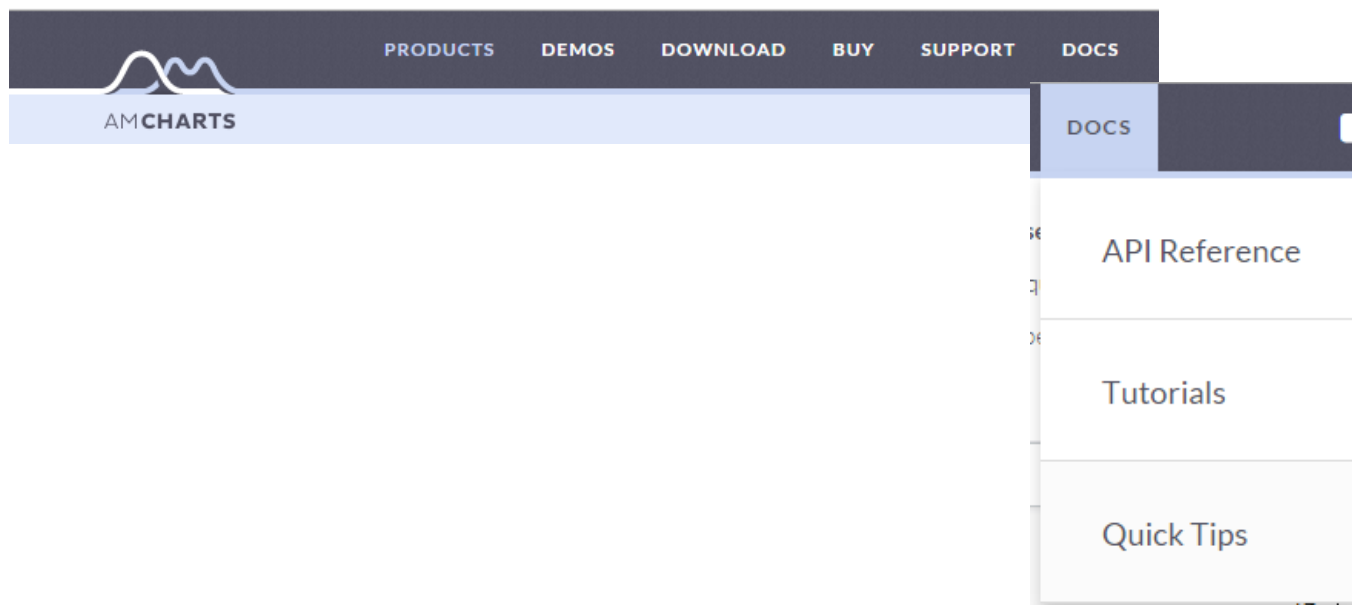 PRODUCTS DEMOS DOWNLOAD BUY SUPPORT DOCS
AMCHARTS
DOCS
API Reference
Tutorials
Quick Tips